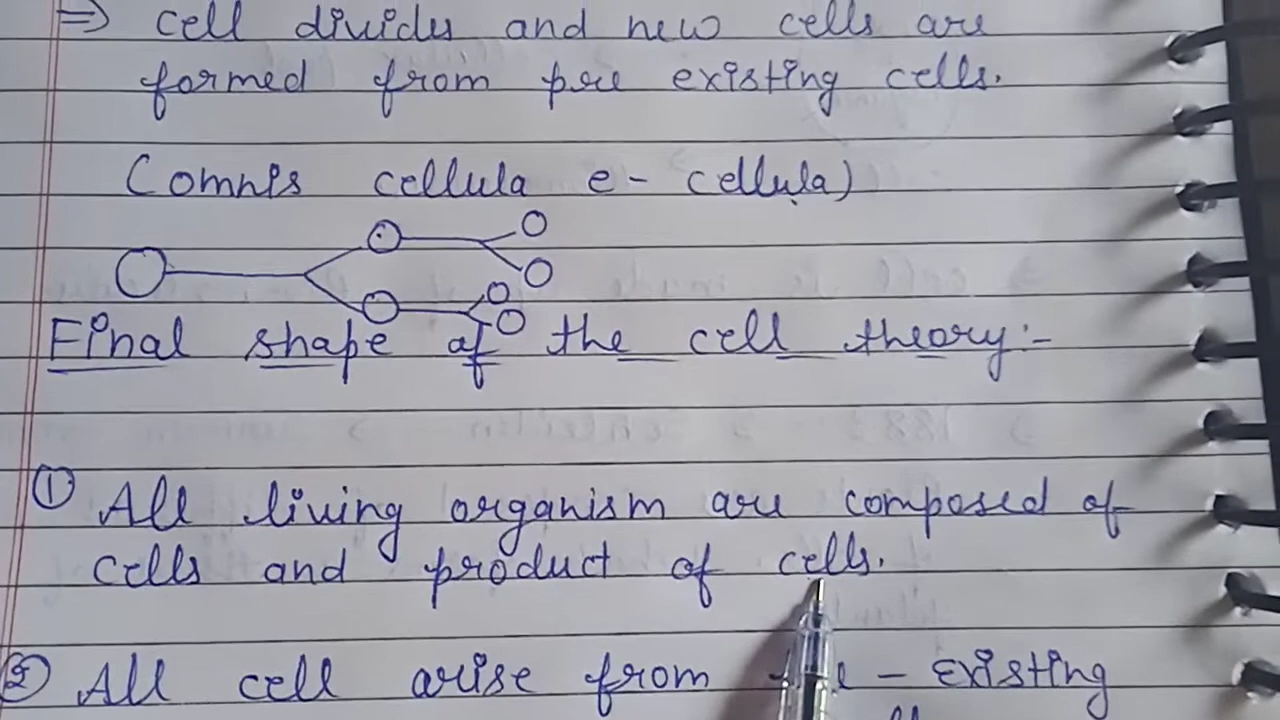 ⇒ cell divides and new cells are
formed from pre existing cells.
(omnis cellula e - cellula)
Final shape of the cell theory:-
① All living organism are composed of
cells and product of cells.
② All cell arise from - existing